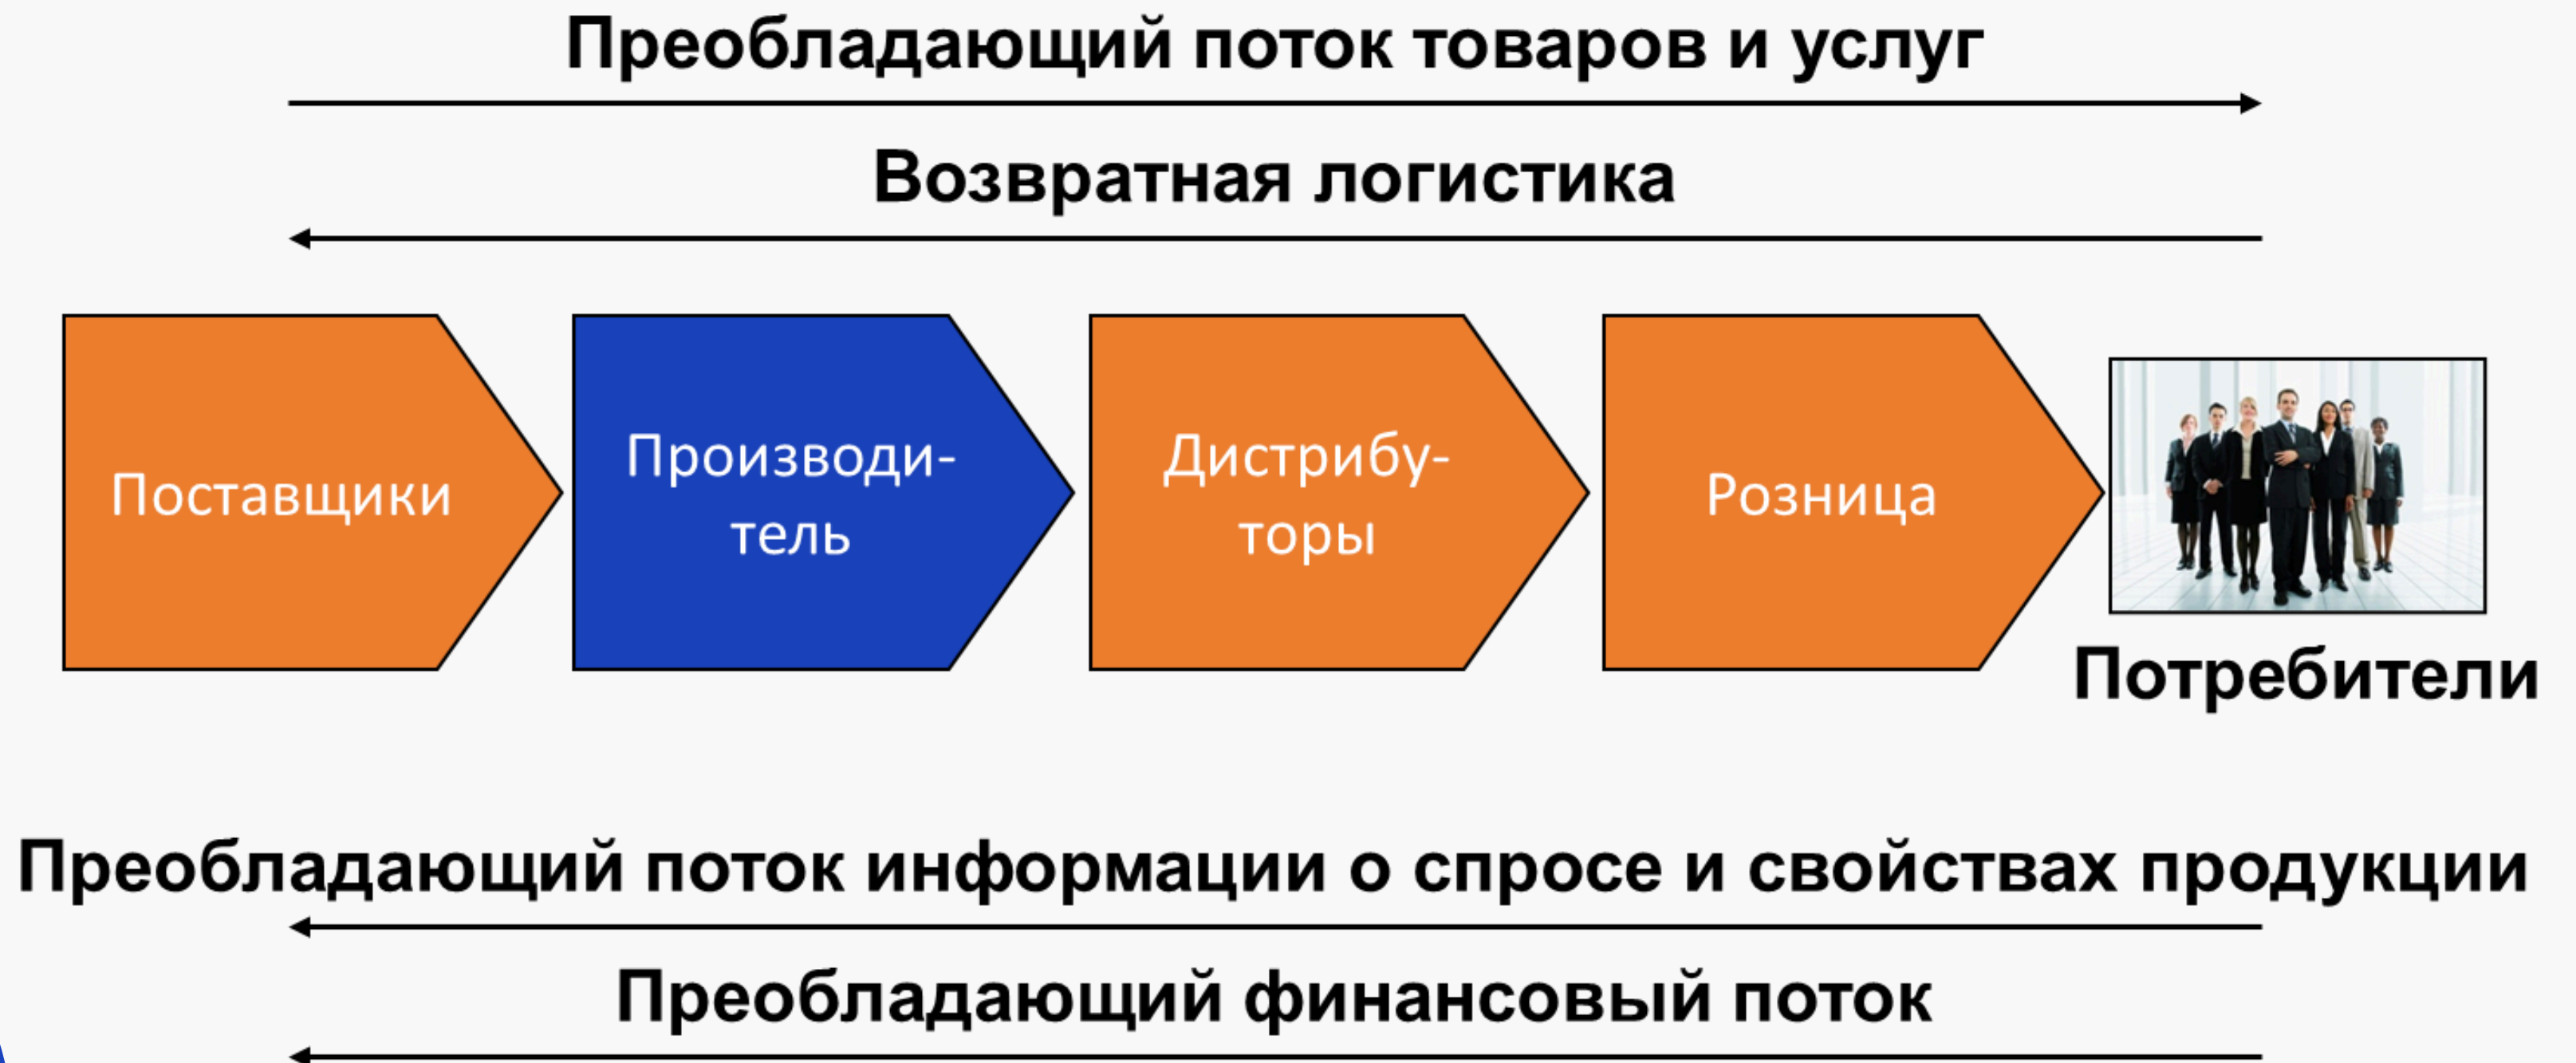 Преобладающий поток товаров и услуг
Возвратная логистика
Поставщики
Производи-
тель
Дистрибу-
торы
Розница
Потребители
Преобладающий поток информации о спросе и свойствах продукции
Преобладающий финансовый поток